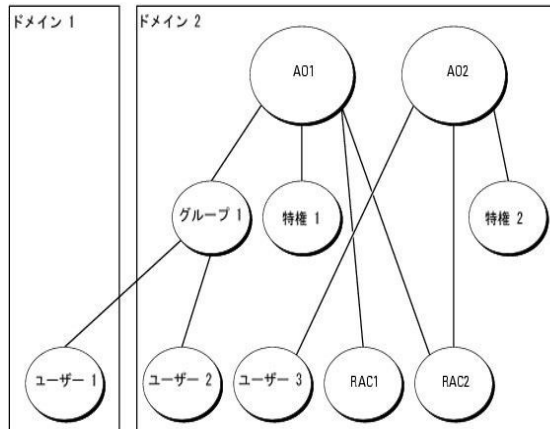 ドメイン 1
ドメイン 2
AO1
AO2
グループ 1
特権 1
特権 2
ユーザー 1
ユーザー 2
ユーザー 3
RAC1
RAC2